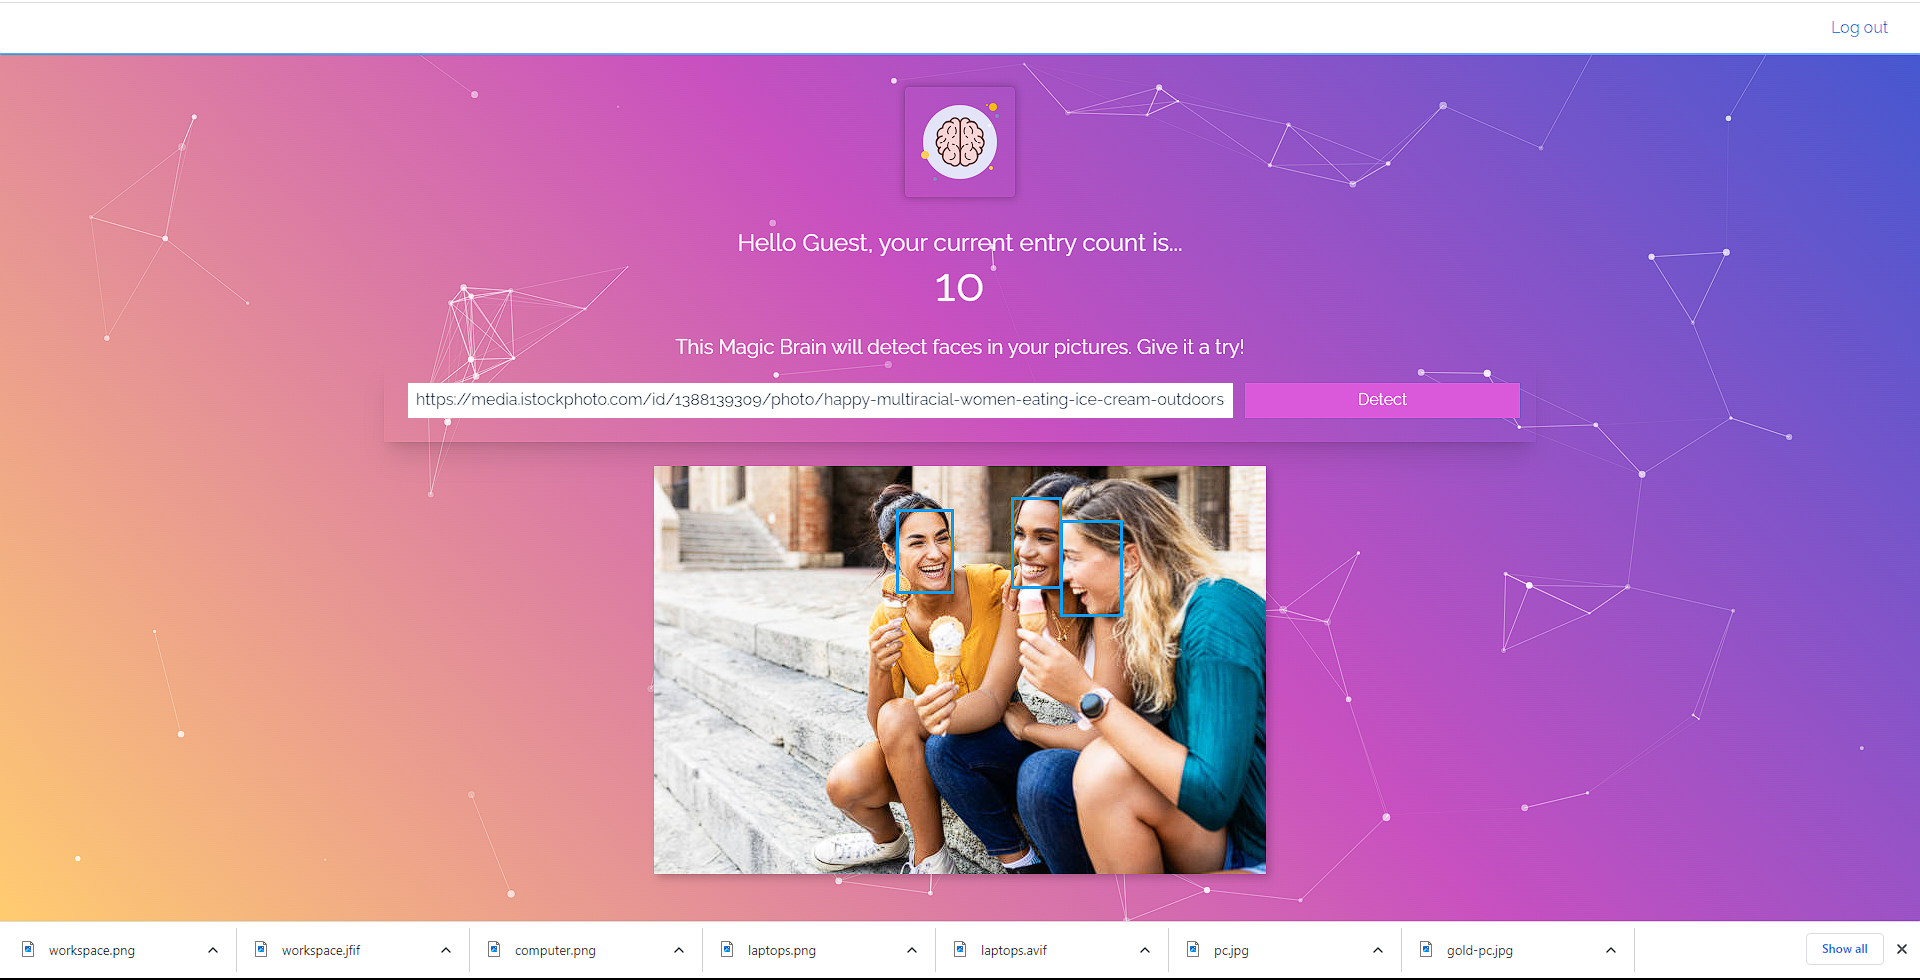 Log out
Hello Guest, your current entry count is...
10
This Magic Brain will detect faces in your pictures. Give it a try!
https://media.istockphoto.com/id/1388139309/photo/happy-multiracial-women-eating-ice-cream-outdoors
Detect
workspace.png
workspace.jfif
computer.png
laptops.png
laptops.avif
pc.jpg
gold-pc.jpg
Show all